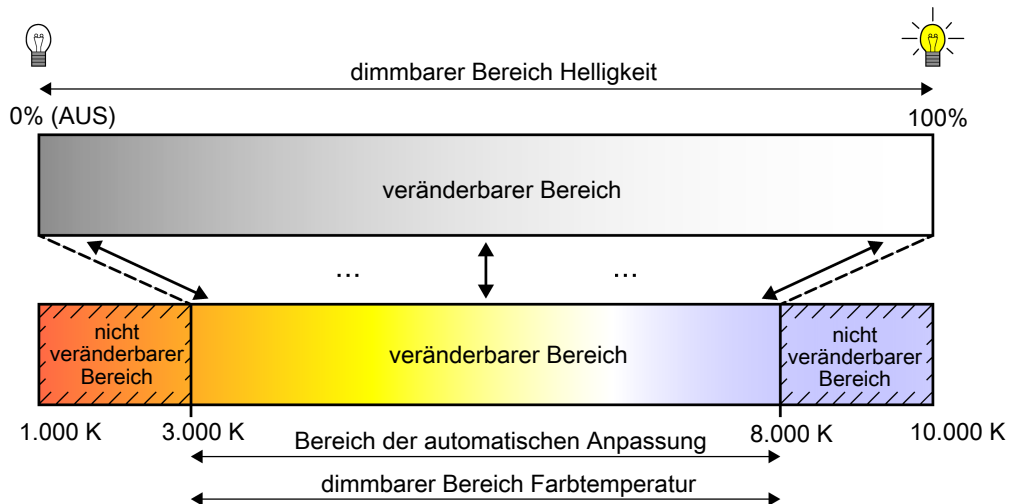 dimmbarer Bereich Helligkeit
0% (AUS)
100%
veränderbarer Bereich
...
...
nicht
veränderbarer
Bereich
veränderbarer Bereich
nicht
veränderbarer
Bereich
1.000 K
3.000 K
8.000 K
10.000 K
Bereich der automatischen Anpassung
dimmbarer Bereich Farbtemperatur